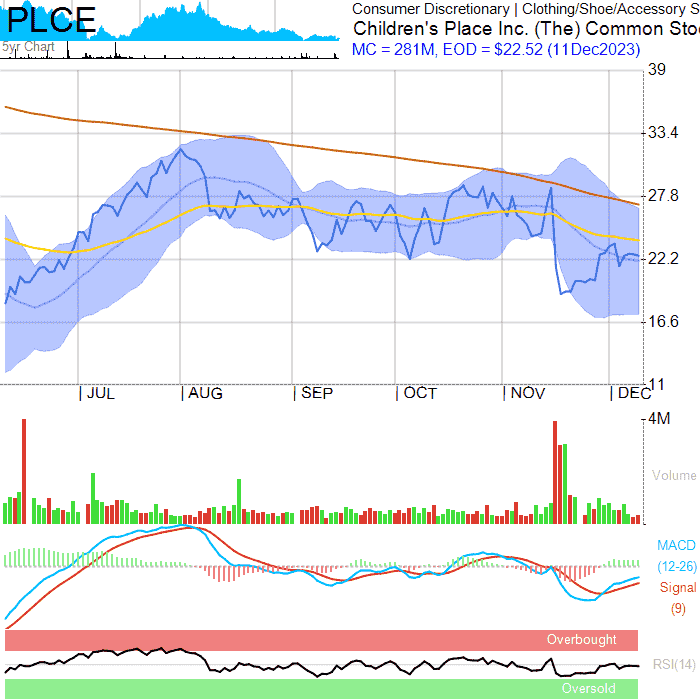 PLCE
Consumer Discretionary | Clothing/Shoe/Accessory S
Children's Place Inc. (The) Common Stoc
MC = 281M, EOD = $22.52 (11Dec2023)
5yr Chart
39
33.4
27.8
22.2
16.6
11
JUL AUG SEP OCT NOV DEC
4M
Volume
MACD
(12-26)
Signal
(9)
Overbought
RSI(14)
Oversold